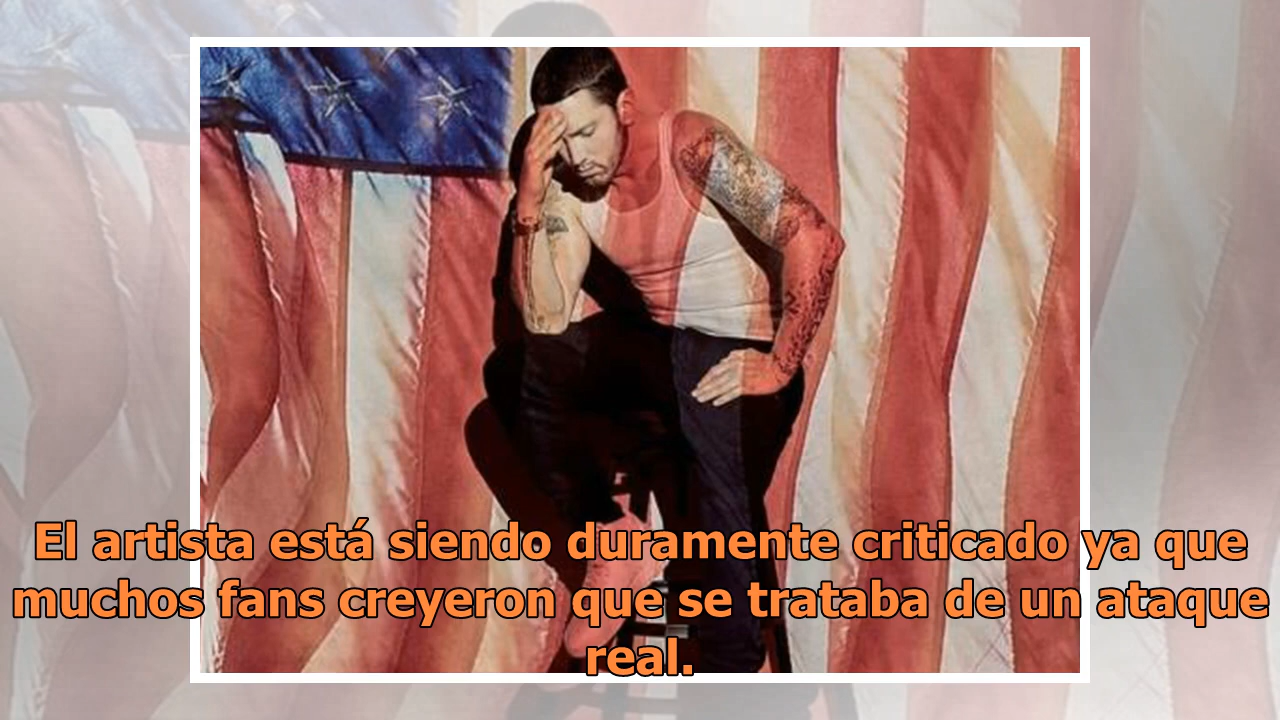 El artista está siendo duramente criticado ya que
muchos fans creyeron que se trataba de un ataque
real.